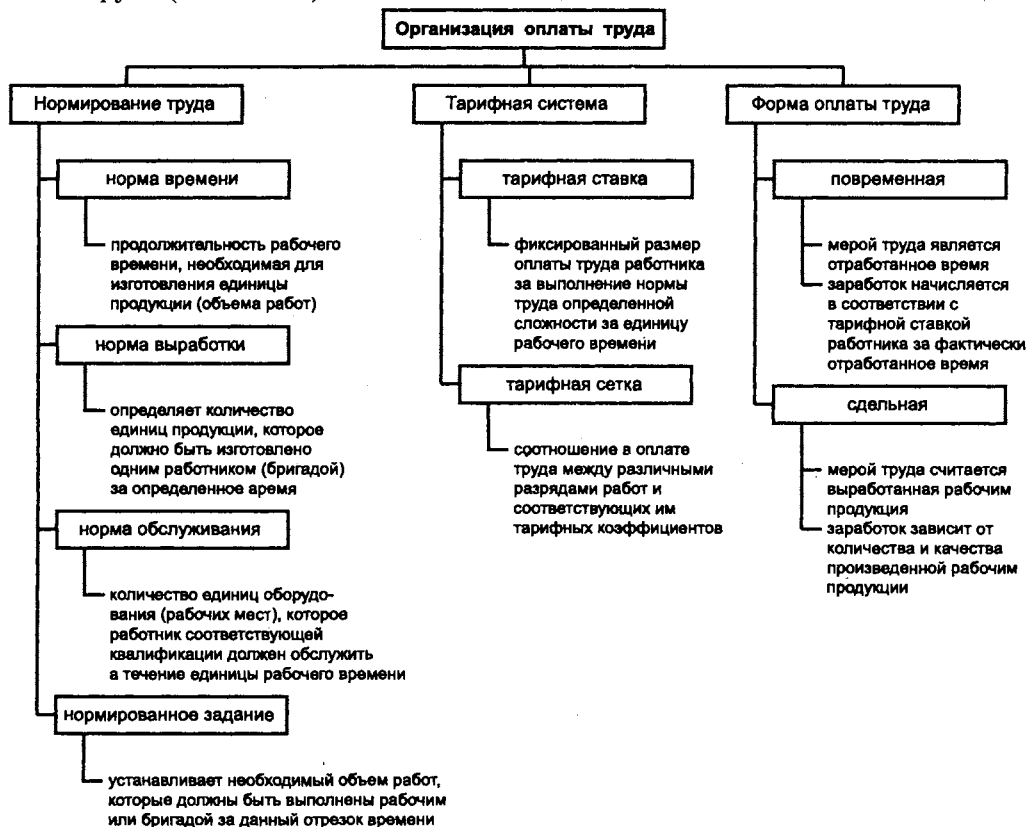 Организация оплаты труда
Нормирование труда
норма времени
продолжительность рабочего
времени, необходимая для
изготовления единицы
продукции (объема работ)
норма выработки
определяет количество
единиц продукции, которое
должно быть изготовлено
одним работником (бригадой)
за определенное аремя
норма обслуживания
количество единиц оборудо-
вания (рабочих мест), которое
работник соответствующей
квалификации должен обслужить
а течение единицы рабочего времени
нормированное задание
устанавливает необходимый объем работ,
которые должны быть выполнены рабочим
или бригадой за данный отрезок времени
Тарифная система
тарифная ставка
фиксированный размер
оплаты труда работника
за выполнение нормы
труда определенной
сложности за единицу
рабочего времени
тарифная сетка
соотношение в оплате
труда между различными
разрядами работ и
соответствующих им
тарифных коэффициентов
Форма оплаты труда
повременная
мерой труда является
отработанное время
заработок начисляется
в соответствии с
тарифной ставкой
работника за фактически
отработанное время
сдельная
мерой труда считается
выработанная рабочим
продукция
заработок зависит от
количества и качества
произведенной рабочим
продукции